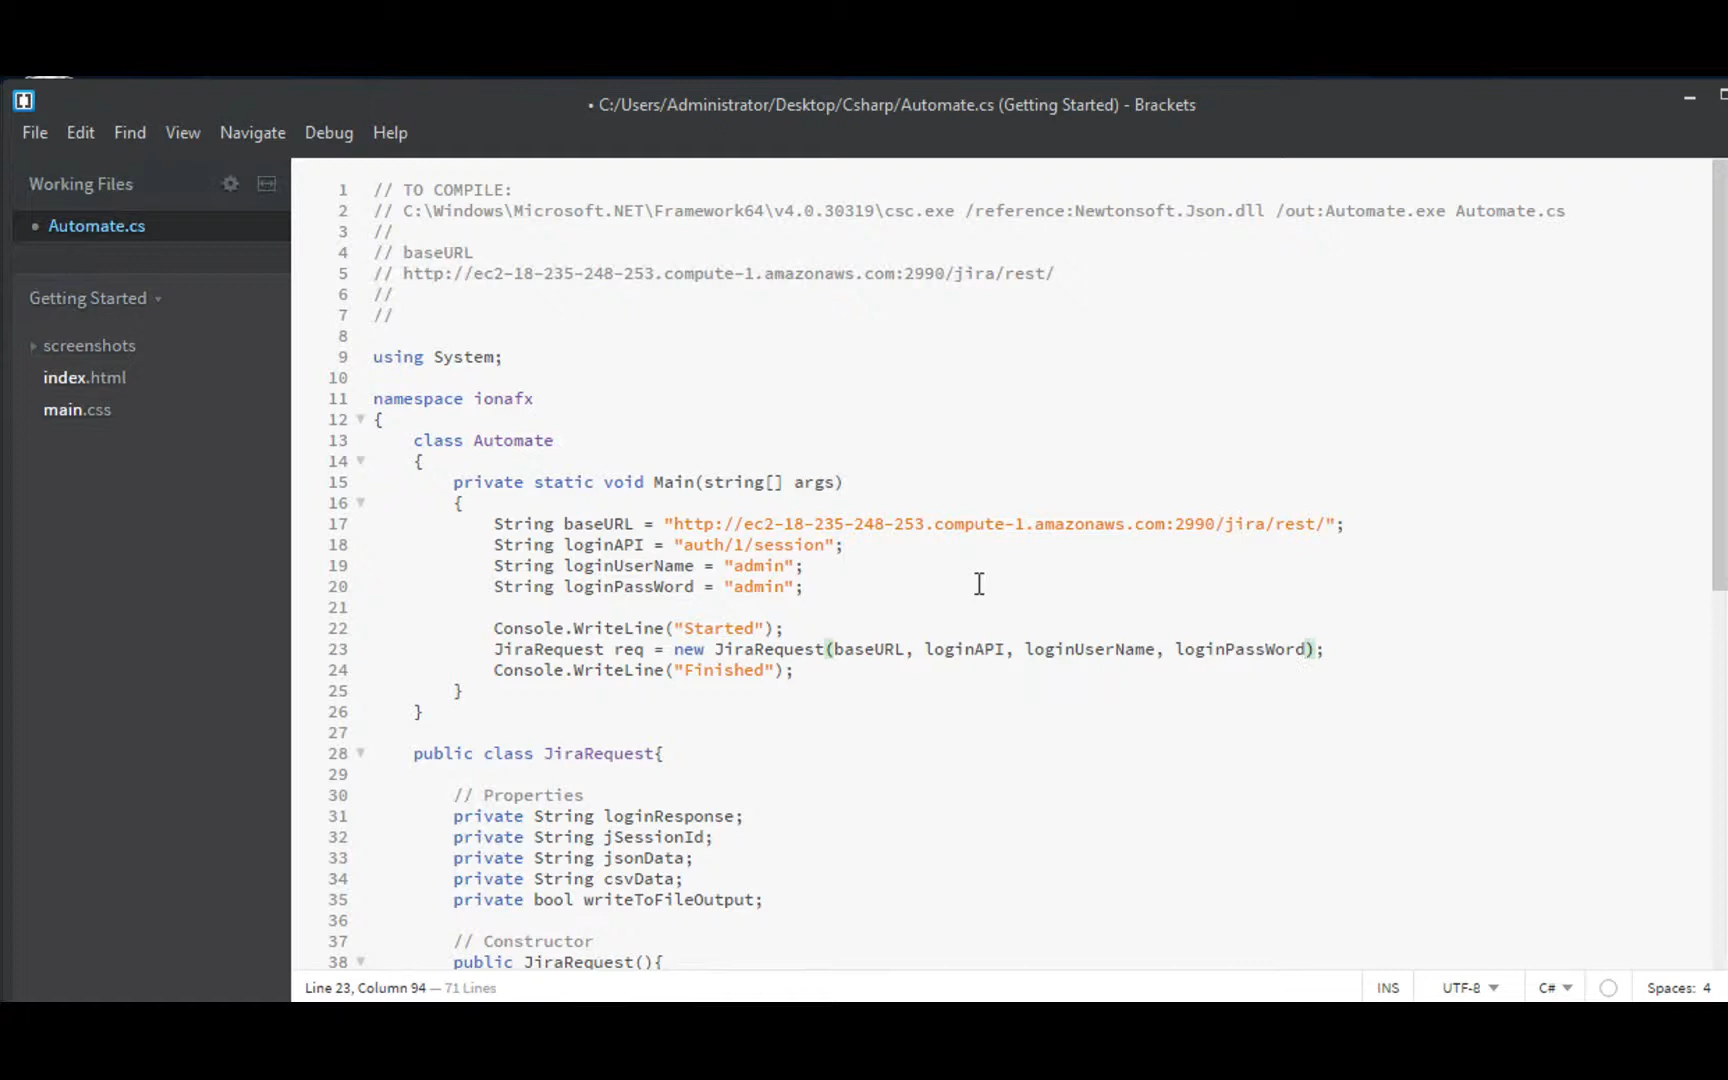 • C:/Users/Administrator/Desktop/Csharp/Automate.cs (Getting Started) - Brackets
File Edit Find View Navigate Debug Help
Working Files
• Automate.cs
Getting Started
screenshots
index.html
main.css
1 // TO COMPILE:
2 // C:\Windows\Microsoft.NET\Framework64\v4.0.30319\csc.exe /reference:Newtonsoft.Json.dll /out:Automate.exe Automate.cs
3 //
4 // baseURL
5 // http://ec2-18-235-248-253.compute-1.amazonaws.com:2990/jira/rest/
6 //
7 //
8
9 using System;
10
11 namespace ionafx
12 {
13 class Automate
14 {
15 private static void Main(string[] args)
16 {
17 String baseURL = "http://ec2-18-235-248-253.compute-1.amazonaws.com:2990/jira/rest/";
18 String loginAPI = "auth/1/session";
19 String loginUserName = "admin";
20 String loginPassWord = "admin";
21
22 Console.WriteLine("Started");
23 JiraRequest req = new JiraRequest(baseURL, loginAPI, loginUserName, loginPassWord);
24 Console.WriteLine("Finished");
25 }
26 }
27
28 public class JiraRequest{
29
30 // Properties
31 private String loginResponse;
32 private String jSessionId;
33 private String jsonData;
34 private String csvData;
35 private bool writeToFileOutput;
36
37 // Constructor
38 public JiraRequest(){
Line 23, Column 94 — 71 Lines
INS UTF-8 C# Spaces: 4